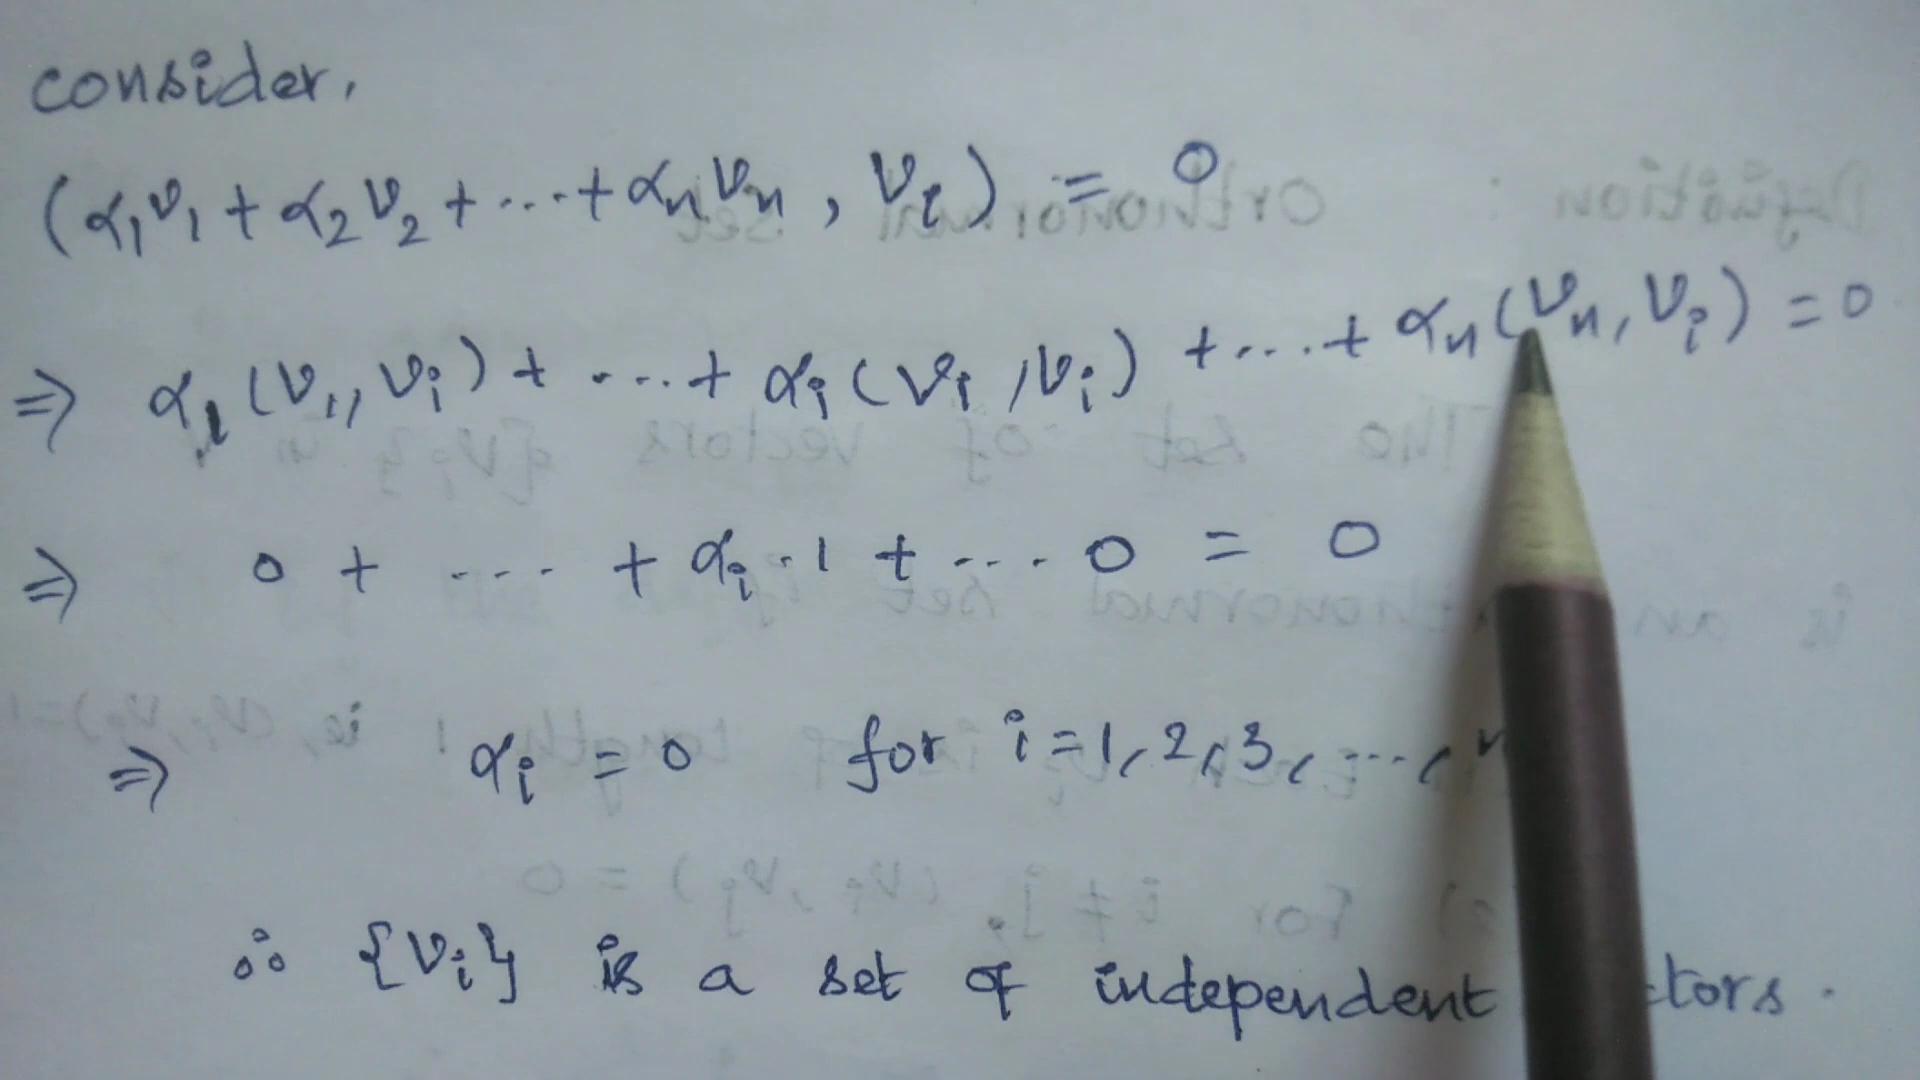 consider,
(α₁v₁ + α₂v₂ + ... + αₙvₙ, vᵢ) = 0
⇒ α₁(v₁, vᵢ) + ... + αᵢ(vᵢ, vᵢ) + ... + αₙ(vₙ, vᵢ) = 0
⇒ 0 + ... + αᵢ·1 + ... 0 = 0
⇒ αᵢ = 0 for i = 1, 2, 3, ...,
∴ {vᵢ} is a set of independent